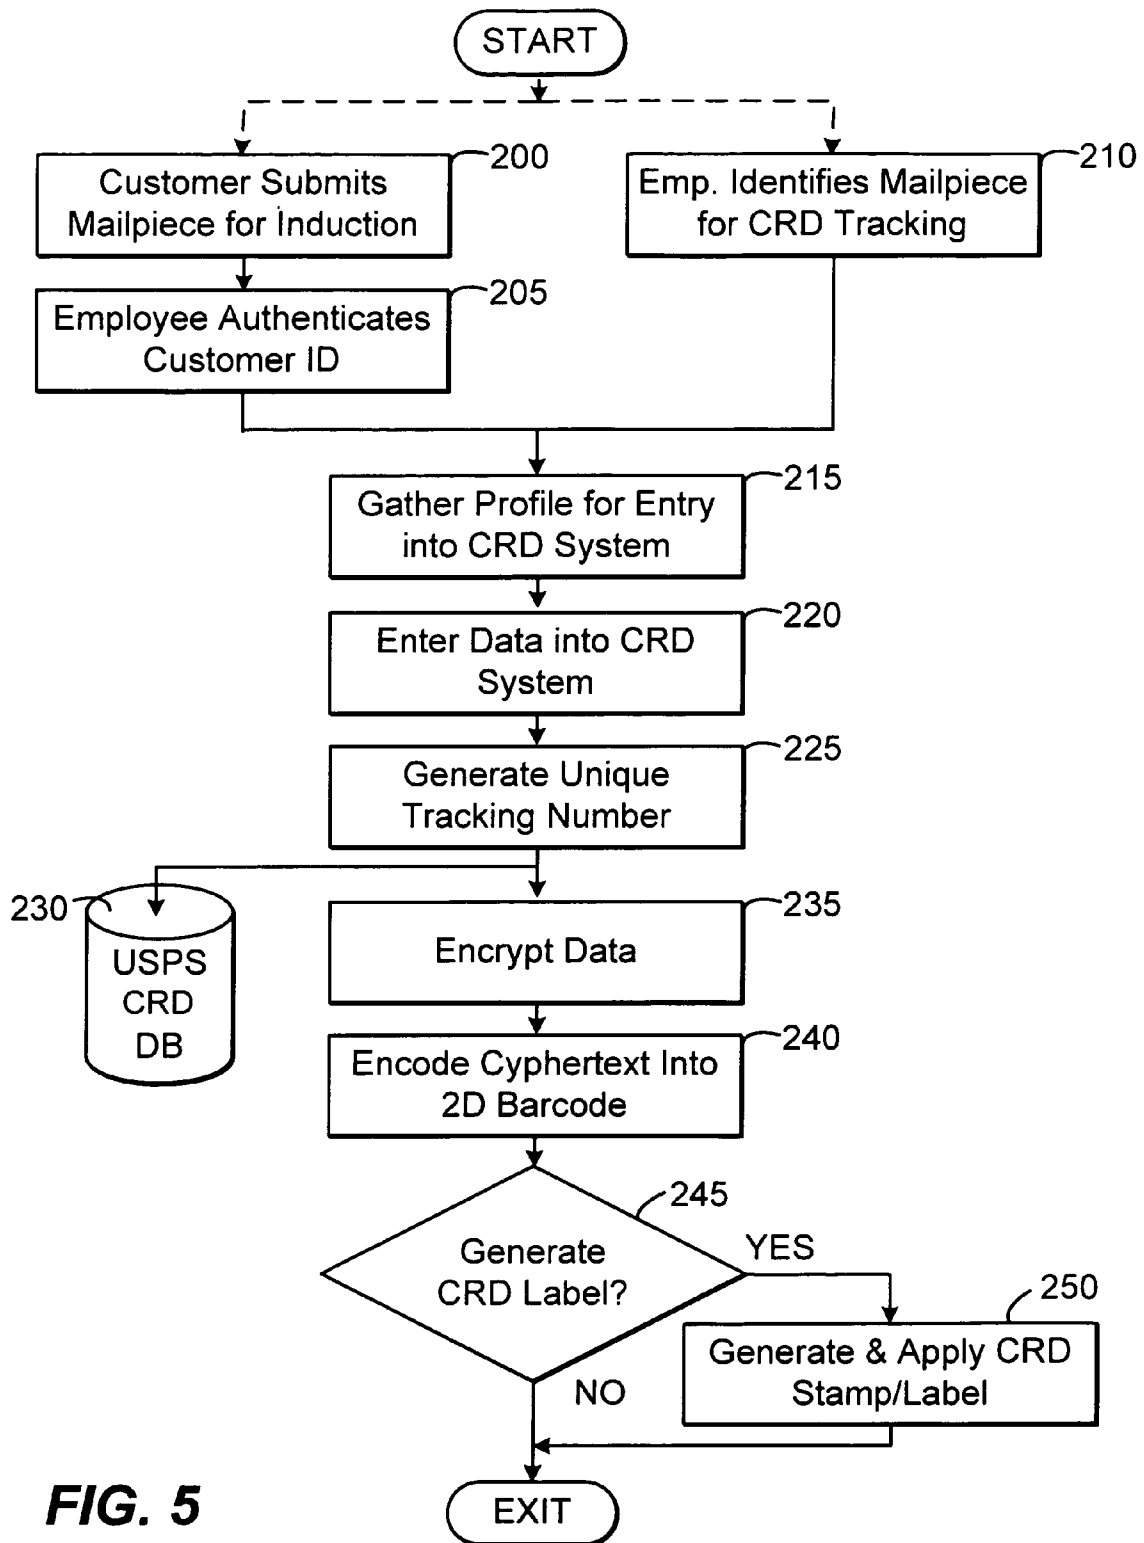 START
200
Customer Submits
Mailpiece for Induction
210
Emp. Identifies Mailpiece
for CRD Tracking
205
Employee Authenticates
Customer ID
215
Gather Profile for Entry
into CRD System
220
Enter Data into CRD
System
225
Generate Unique
Tracking Number
230
USPS
CRD
DB
235
Encrypt Data
240
Encode Cyphertext Into
2D Barcode
245
Generate
CRD Label?
YES
NO
250
Generate & Apply CRD
Stamp/Label
EXIT
FIG. 5